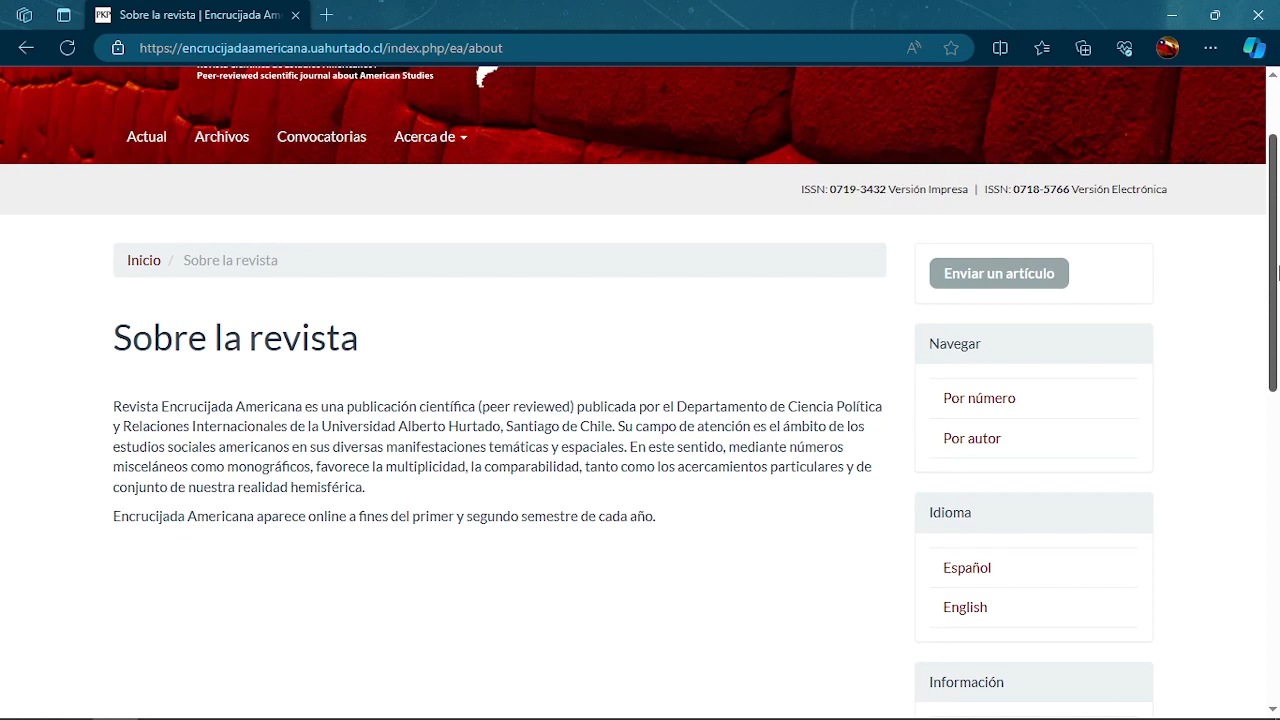 Sobre la revista | Encrucijada Am
https://encrucijadaamericana.uahurtado.cl/index.php/ea/about
Peer-reviewed scientific journal about American Studies
Actual Archivos Convocatorias Acerca de
ISSN: 0719-3432 Versión Impresa | ISSN: 0718-5766 Versión Electrónica
Inicio / Sobre la revista
Enviar un artículo
Sobre la revista
Revista Encrucijada Americana es una publicación científica (peer reviewed) publicada por el Departamento de Ciencia Política
y Relaciones Internacionales de la Universidad Alberto Hurtado, Santiago de Chile. Su campo de atención es el ámbito de los
estudios sociales americanos en sus diversas manifestaciones temáticas y espaciales. En este sentido, mediante números
misceláneos como monográficos, favorece la multiplicidad, la comparabilidad, tanto como los acercamientos particulares y de
conjunto de nuestra realidad hemisférica.
Encrucijada Americana aparece online a fines del primer y segundo semestre de cada año.
Navegar
Por número
Por autor
Idioma
Español
English
Información